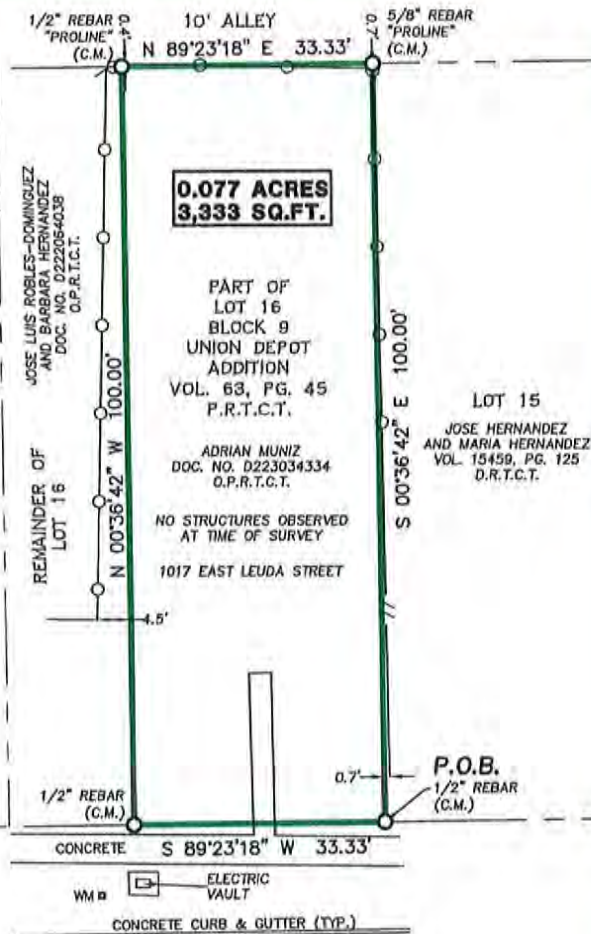 1/2" REBAR
"PROLINE"
(C.M.)
0.4'
10' ALLEY
N 89°23'18" E 33.33'
0.7'
5/8" REBAR
"PROLINE"
(C.M.)
0.077 ACRES
3,333 SQ.FT.
JOSE LUIS ROBLES-DOMINGUEZ
AND BARBARA HERNANDEZ
DOC. NO. D222064038
O.P.R.T.C.T.
REMAINDER OF
LOT 16
N 00°36'42" W 100.00'
PART OF
LOT 16
BLOCK 9
UNION DEPOT
ADDITION
VOL. 63, PG. 45
P.R.T.C.T.
ADRIAN MUNIZ
DOC. NO. D223034334
O.P.R.T.C.T.
NO STRUCTURES OBSERVED
AT TIME OF SURVEY
1017 EAST LEUDA STREET
S 00°36'42" E 100.00'
LOT 15
JOSE HERNANDEZ
AND MARIA HERNANDEZ
VOL. 15459, PG. 125
D.R.T.C.T.
4.5'
0.7'
P.O.B.
1/2" REBAR
(C.M.)
1/2" REBAR
(C.M.)
CONCRETE
S 89°23'18" W 33.33'
WM
ELECTRIC
VAULT
CONCRETE CURB & GUTTER (TYP.)